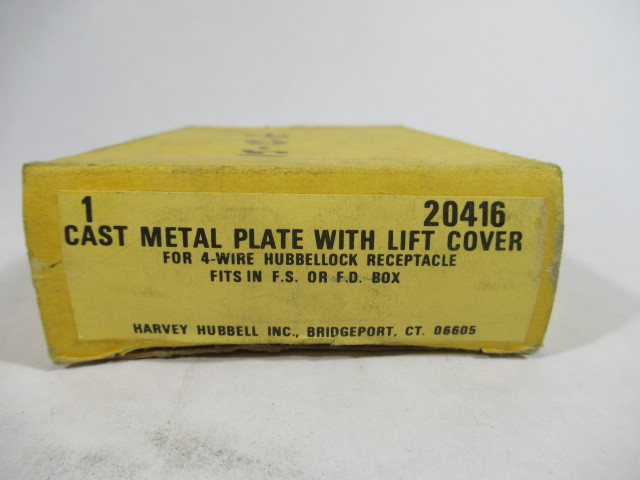 1 20416
CAST METAL PLATE WITH LIFT COVER
FOR 4-WIRE HUBBELLOCK RECEPTACLE
FITS IN F.S. OR F.D. BOX
HARVEY HUBBELL INC., BRIDGEPORT, CT. 06605